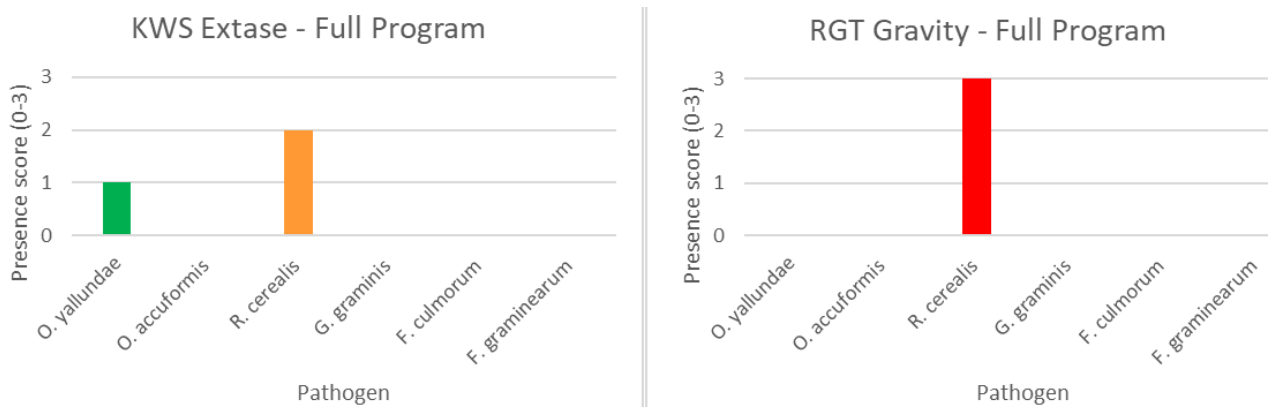 KWS Extase - Full Program
Presence score (0-3)
3
2
1
0
O. yallundae
O. accuformis
R. cerealis
G. graminis
F. culmorum
F. graminearum
Pathogen
RGT Gravity - Full Program
Presence score (0-3)
3
2
1
0
O. yallundae
O. accuformis
R. cerealis
G. graminis
F. culmorum
F. graminearum
Pathogen